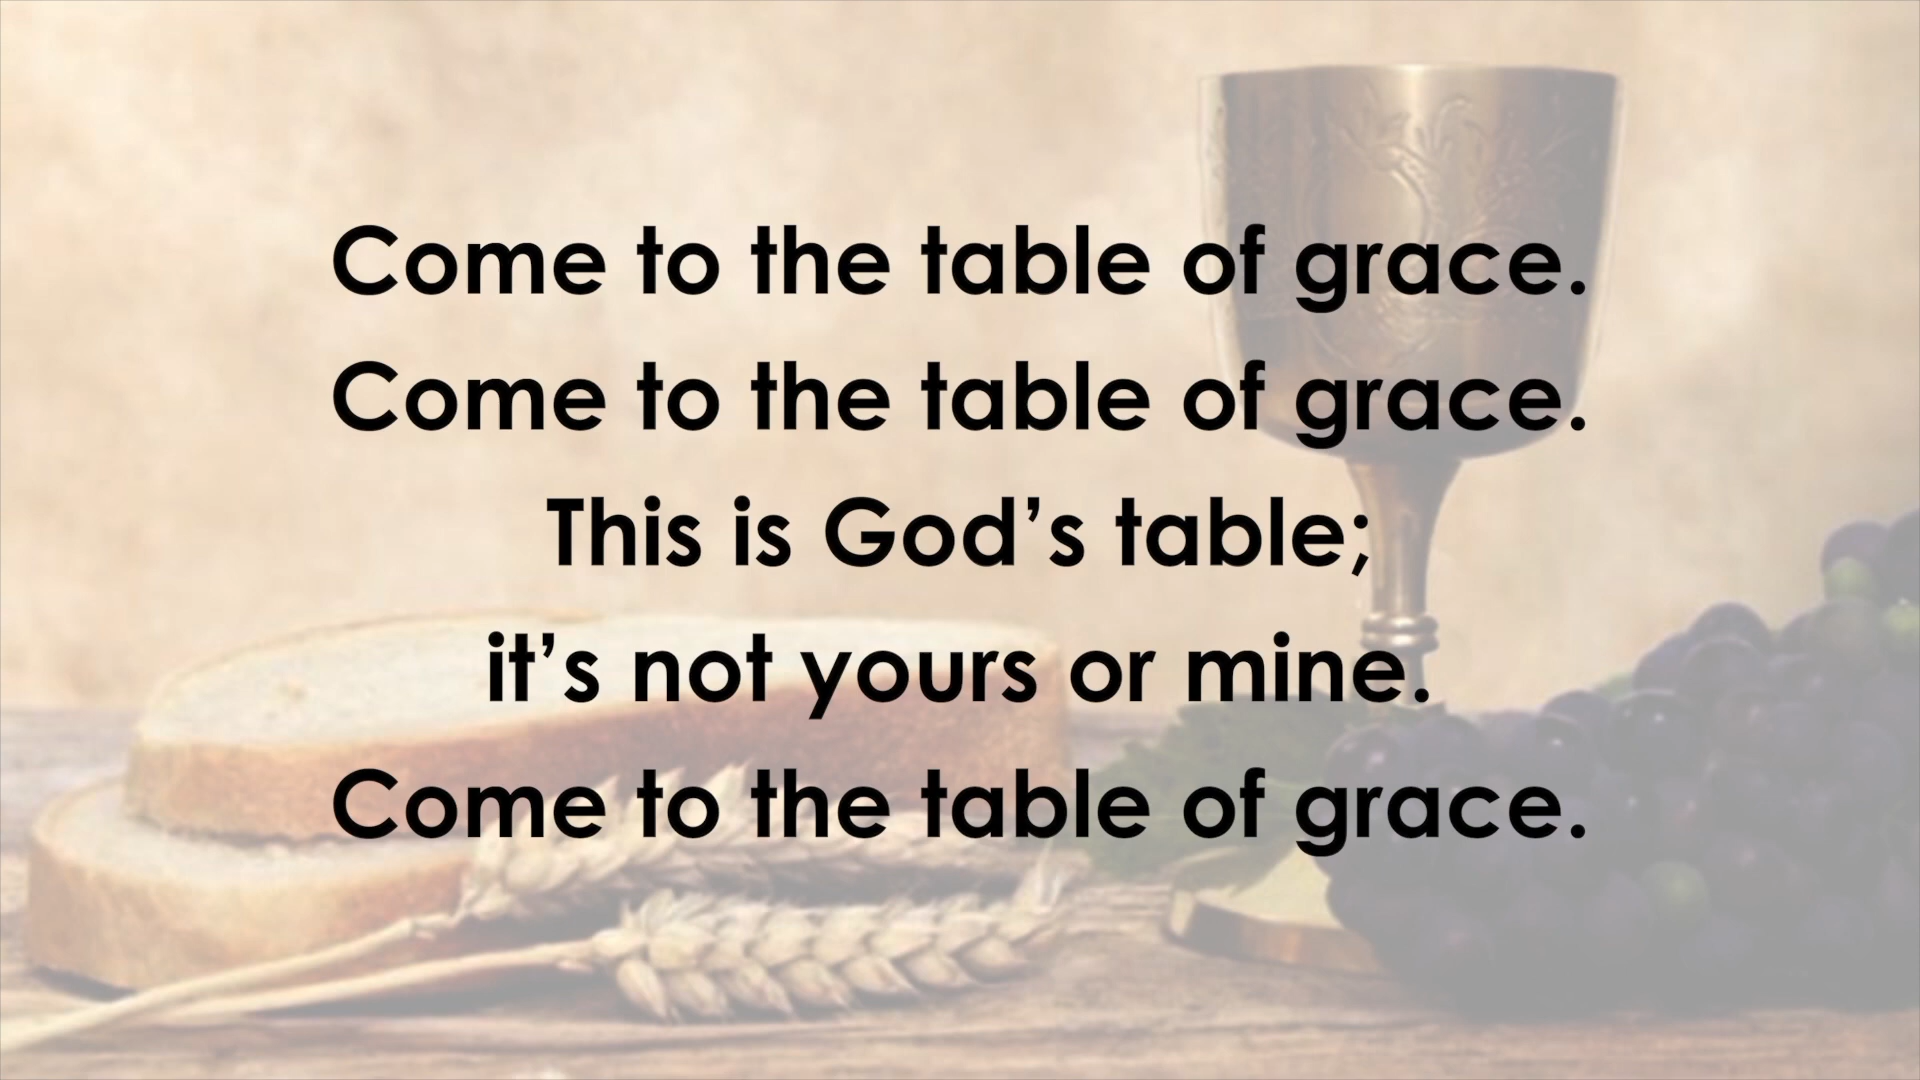 Come to the table of grace.
Come to the table of grace.
This is God’s table;
it’s not yours or mine.
Come to the table of grace.